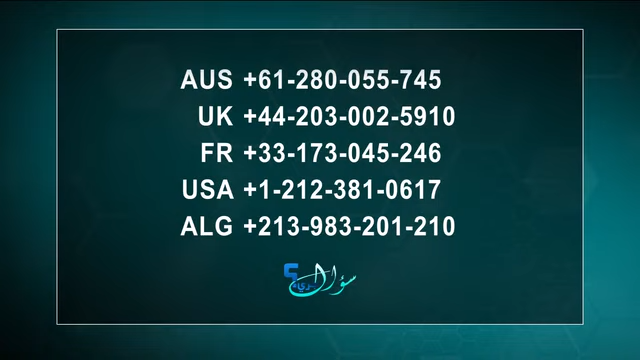 AUS +61-280-055-745
UK +44-203-002-5910
FR +33-173-045-246
USA +1-212-381-0617
ALG +213-983-201-210
سؤال جريء